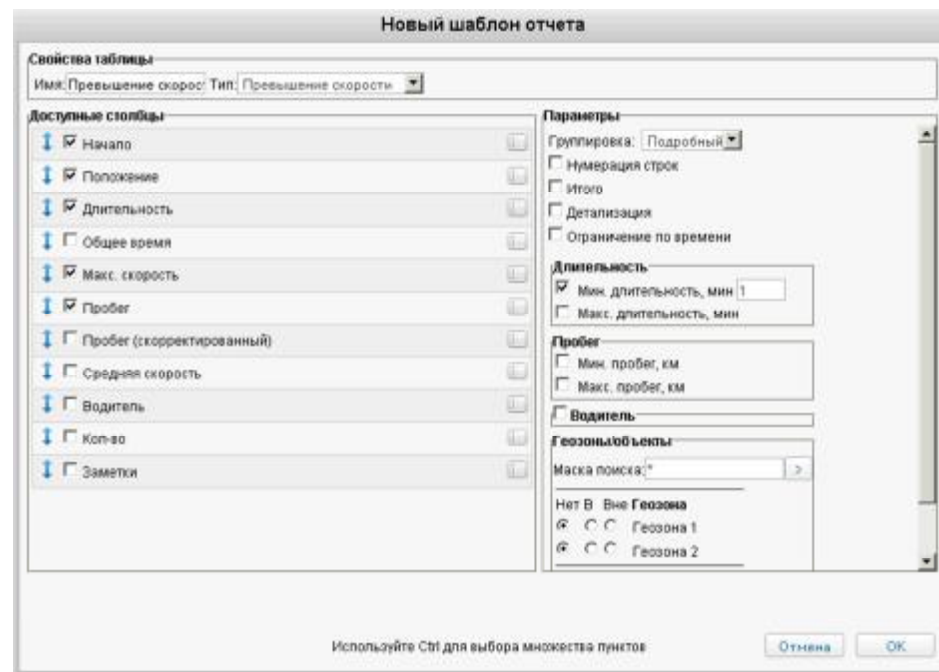 Новый шаблон отчета
Свойства таблицы
Имя: Превышение скорос Тип: Превышение скорости
Доступные столбцы
Начало
Положение
Длительность
Общее время
Макс. скорость
Пробег
Пробег (скорректированный)
Средняя скорость
Водитель
Кол-во
Заметки
Параметры
Группировка: Подробный
Нумерация строк
Итого
Детализация
Ограничение по времени
Длительность
Мин. длительность, мин 1
Макс. длительность, мин
Пробег
Мин. пробег, км
Макс. пробег, км
Водитель
Геозоны/объекты
Маска поиска: * >
Нет В Вне Геозона
Геозона 1
Геозона 2
Используйте Ctrl для выбора множества пунктов
Отмена OK